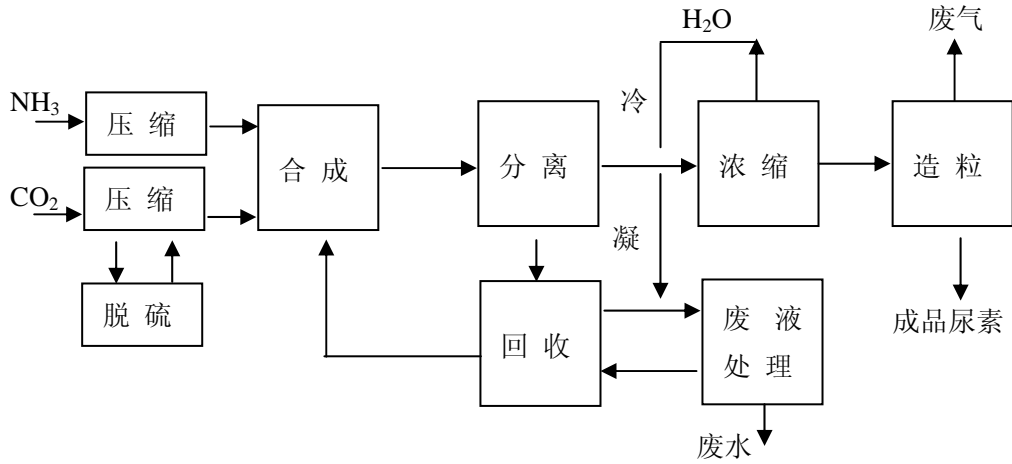 H₂O
废气
NH₃
压 缩
冷
合 成
分 离
浓 缩
造 粒
CO₂
压 缩
凝
脱 硫
回 收
废 液
处 理
成品尿素
废水